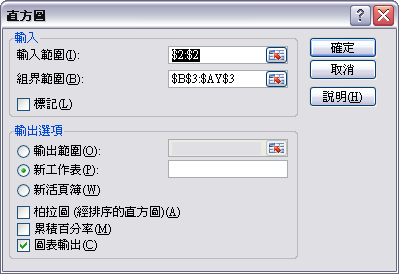 直方圖
輸入
輸入範圍(I): $2:$2
組界範圍(B): $B$3:$AY$3
標記(L)
確定
取消
說明(H)
輸出選項
輸出範圍(O):
新工作表(P):
新活頁簿(W)
柏拉圖 (經排序的直方圖)(A)
累積百分率(M)
圖表輸出(C)